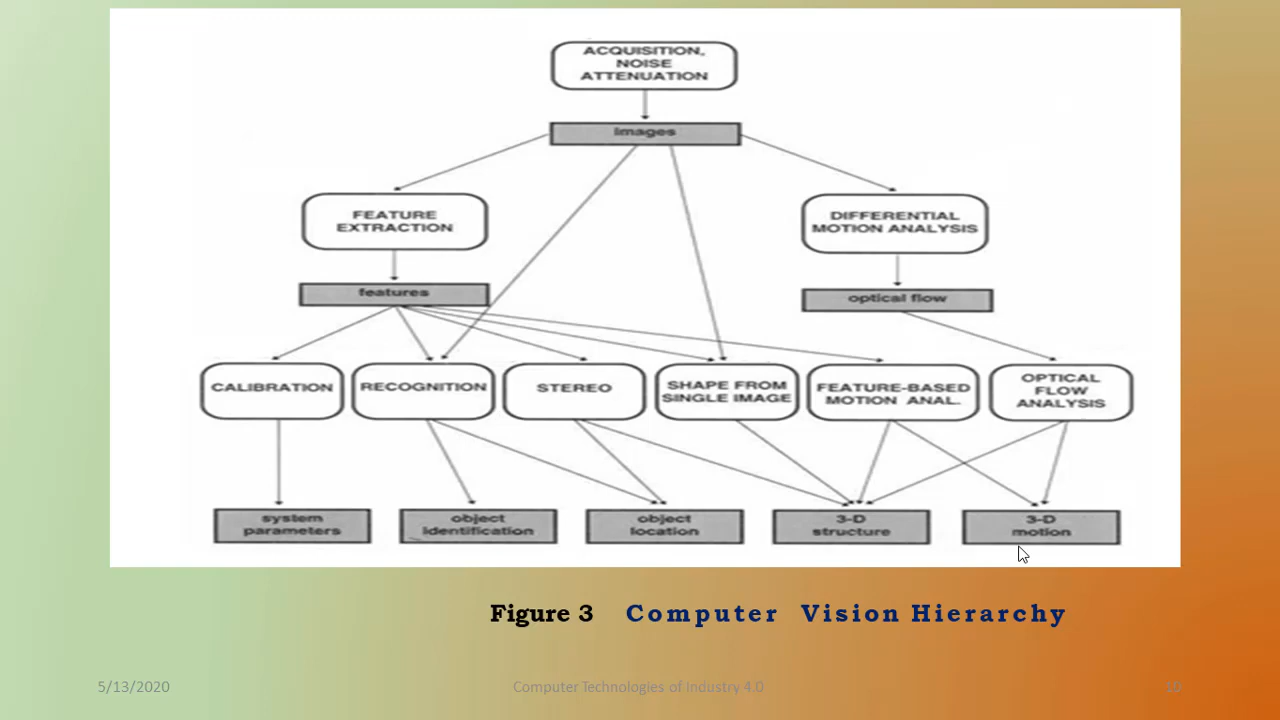 ACQUISITION,
NOISE
ATTENUATION
Images
FEATURE
EXTRACTION
DIFFERENTIAL
MOTION ANALYSIS
features
optical flow
CALIBRATION
RECOGNITION
STEREO
SHAPE FROM
SINGLE IMAGE
FEATURE-BASED
MOTION ANAL.
OPTICAL
FLOW
ANALYSIS
system
parameters
object
identification
object
location
3-D
structure
3-D
motion
Figure 3 Computer Vision Hierarchy
5/13/2020
Computer Technologies of Industry 4.0
10